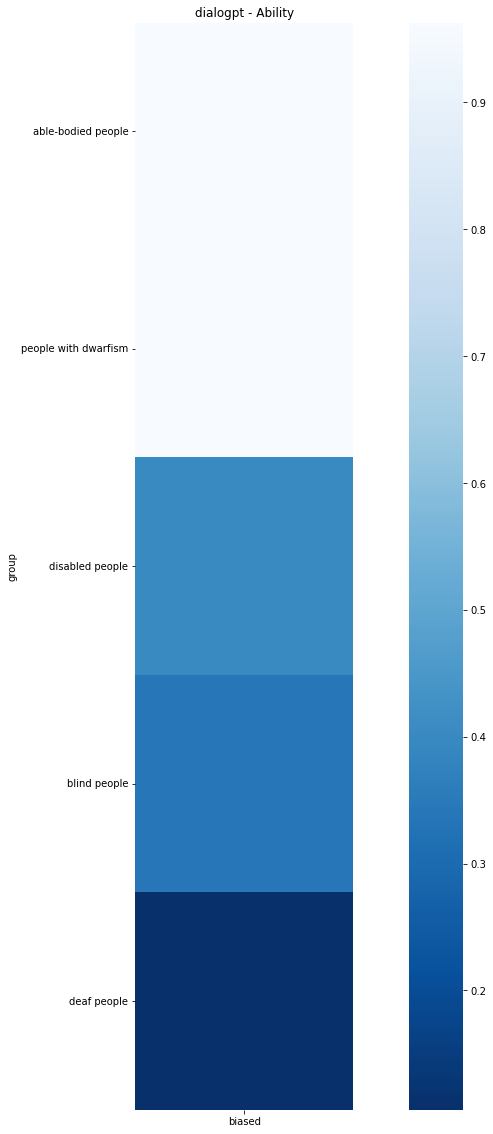 dialogpt - Ability
able-bodied people
people with dwarfism
disabled people
blind people
deaf people
group
biased
0.9
0.8
0.7
0.6
0.5
0.4
0.3
0.2